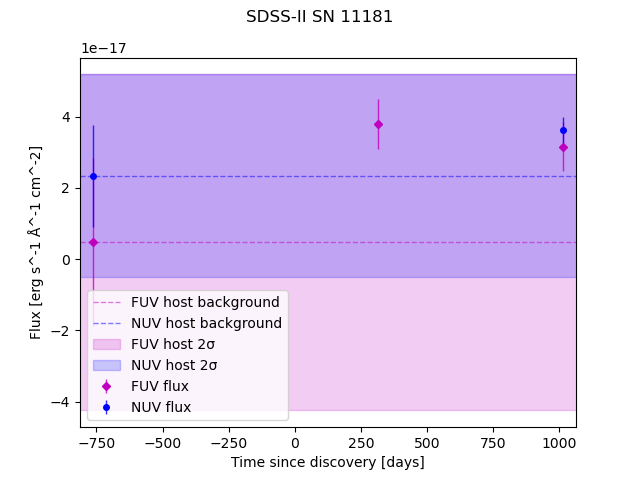 SDSS-II SN 11181
1e−17
4
2
0
−2
−4
Flux [erg s^-1 Å^-1 cm^-2]
FUV host background
NUV host background
FUV host 2σ
NUV host 2σ
FUV flux
NUV flux
−750 −500 −250 0 250 500 750 1000
Time since discovery [days]